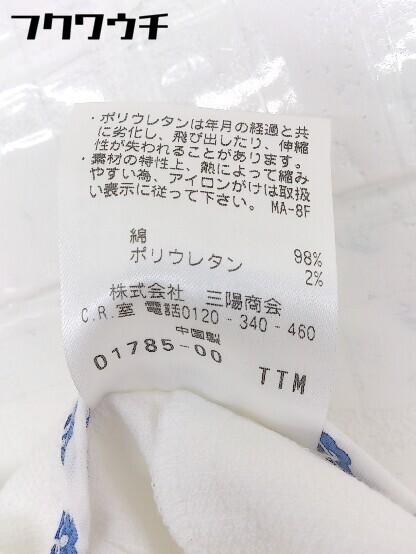 フクワウチ
・ポリウレタンは年月の経過と共
に劣化し、飛び出したり、伸縮
性が失われることがあります。
・素材の特性上、熱によって縮み
やすい為、アイロンがけは取扱
い表示に従って下さい。 MA-8F
綿 98%
ポリウレタン 2%
株式会社 三陽商会
C.R.室 電話0120-340-460
中国製
01785-00 TTM